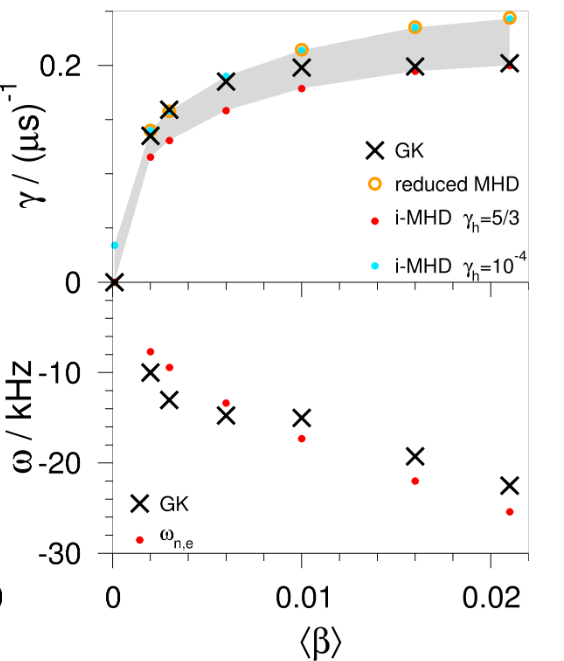 γ / (μs)⁻¹
0.2
0
GK
reduced MHD
i-MHD γₕ=5/3
i-MHD γₕ=10⁻⁴
ω / kHz
-10
-20
-30
GK
ωn,e
0 0.01 0.02
⟨β⟩